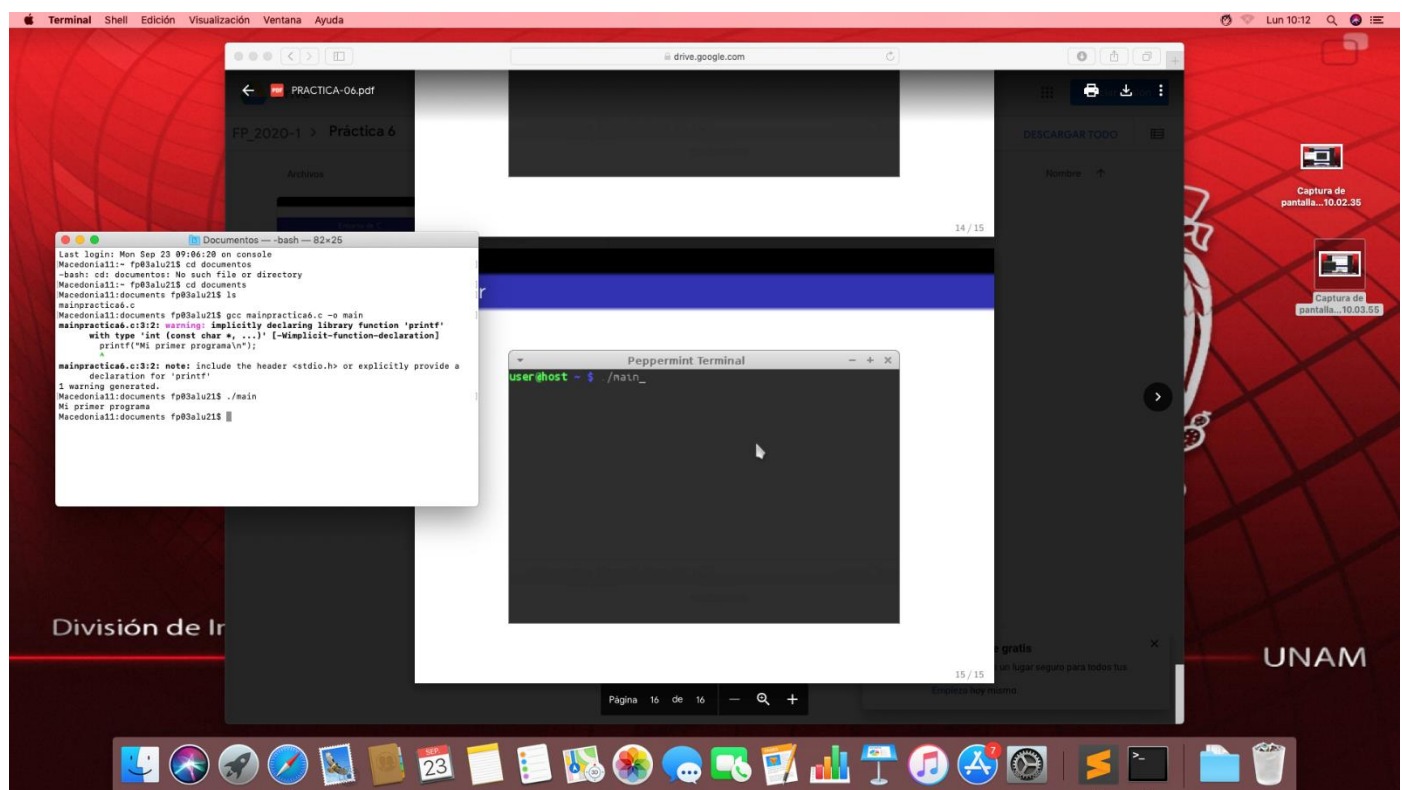 Terminal Shell Edición Visualización Ventana Ayuda
Lun 10:12
drive.google.com
PDF PRACTICA-06.pdf
FP_2020-1 > Práctica 6
DESCARGAR TODO
Archivos
Nombre
14 / 15
Captura de
pantalla...10.02.35
Captura de
pantalla...10.03.55
Documentos — -bash — 82×25
Last login: Mon Sep 23 09:06:20 on console
Macedonia11:~ fp03alu21$ cd documentos
-bash: cd: documentos: No such file or directory
Macedonia11:~ fp03alu21$ cd documents
Macedonia11:documents fp03alu21$ ls
mainpractica6.c
Macedonia11:documents fp03alu21$ gcc mainpractica6.c -o main
mainpractica6.c:3:2: warning: implicitly declaring library function 'printf'
with type 'int (const char *, ...)' [-Wimplicit-function-declaration]
printf("Mi primer programa\n");
^
mainpractica6.c:3:2: note: include the header <stdio.h> or explicitly provide a
declaration for 'printf'
1 warning generated.
Macedonia11:documents fp03alu21$ ./main
Mi primer programa
Macedonia11:documents fp03alu21$
r
Peppermint Terminal
user@host ~ $ ./main_
15 / 15
gratis
un lugar seguro para todos tus
Empieza hoy mismo
Página 16 de 16
División de In
UNAM
SEP.
23
7